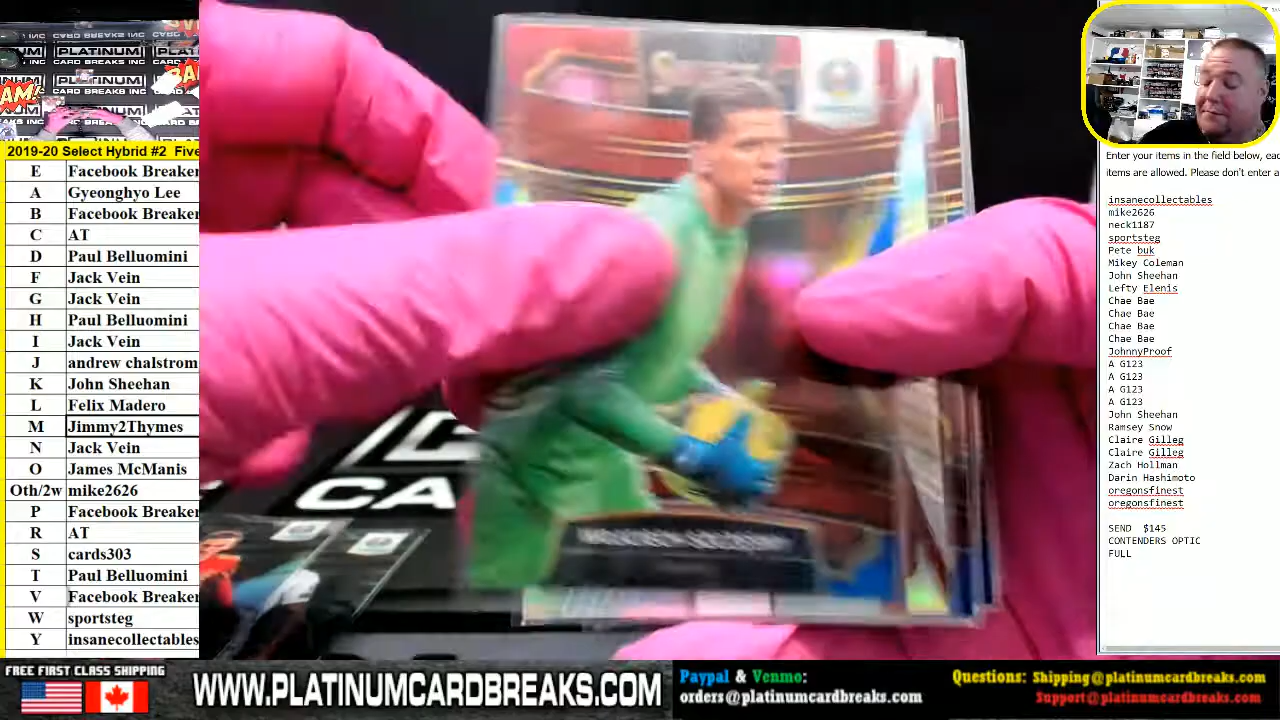 2019-20 Select Hybrid #2 Five
E Facebook Breaker
A Gyeonghyo Lee
B Facebook Breaker
C AT
D Paul Belluomini
F Jack Vein
G Jack Vein
H Paul Belluomini
I Jack Vein
J andrew chalstrom
K John Sheehan
L Felix Madero
M Jimmy2Thymes
N Jack Vein
O James McManis
Oth/2w mike2626
P Facebook Breaker
R AT
S cards303
T Paul Belluomini
V Facebook Breaker
W sportsteg
Y insanecollectables
PLATINUM
CARD BREAKS INC
CA
Enter your items in the field below, eac
items are allowed. Please don't enter a
insanecollectables
mike2626
neck1187
sportsteg
Pete buk
Mikey Coleman
John Sheehan
Lefty Elenis
Chae Bae
Chae Bae
Chae Bae
Chae Bae
JohnnyProof
A G123
A G123
A G123
A G123
John Sheehan
Ramsey Snow
Claire Gilleg
Claire Gilleg
Zach Hollman
Darin Hashimoto
oregonsfinest
oregonsfinest
SEND $145
CONTENDERS OPTIC
FULL
FREE FIRST CLASS SHIPPING
WWW.PLATINUMCARDBREAKS.COM
Paypal & Venmo:
orders@platinumcardbreaks.com
Questions: Shipping@platinumcardbreaks.com
Support@platinumcardbreaks.com